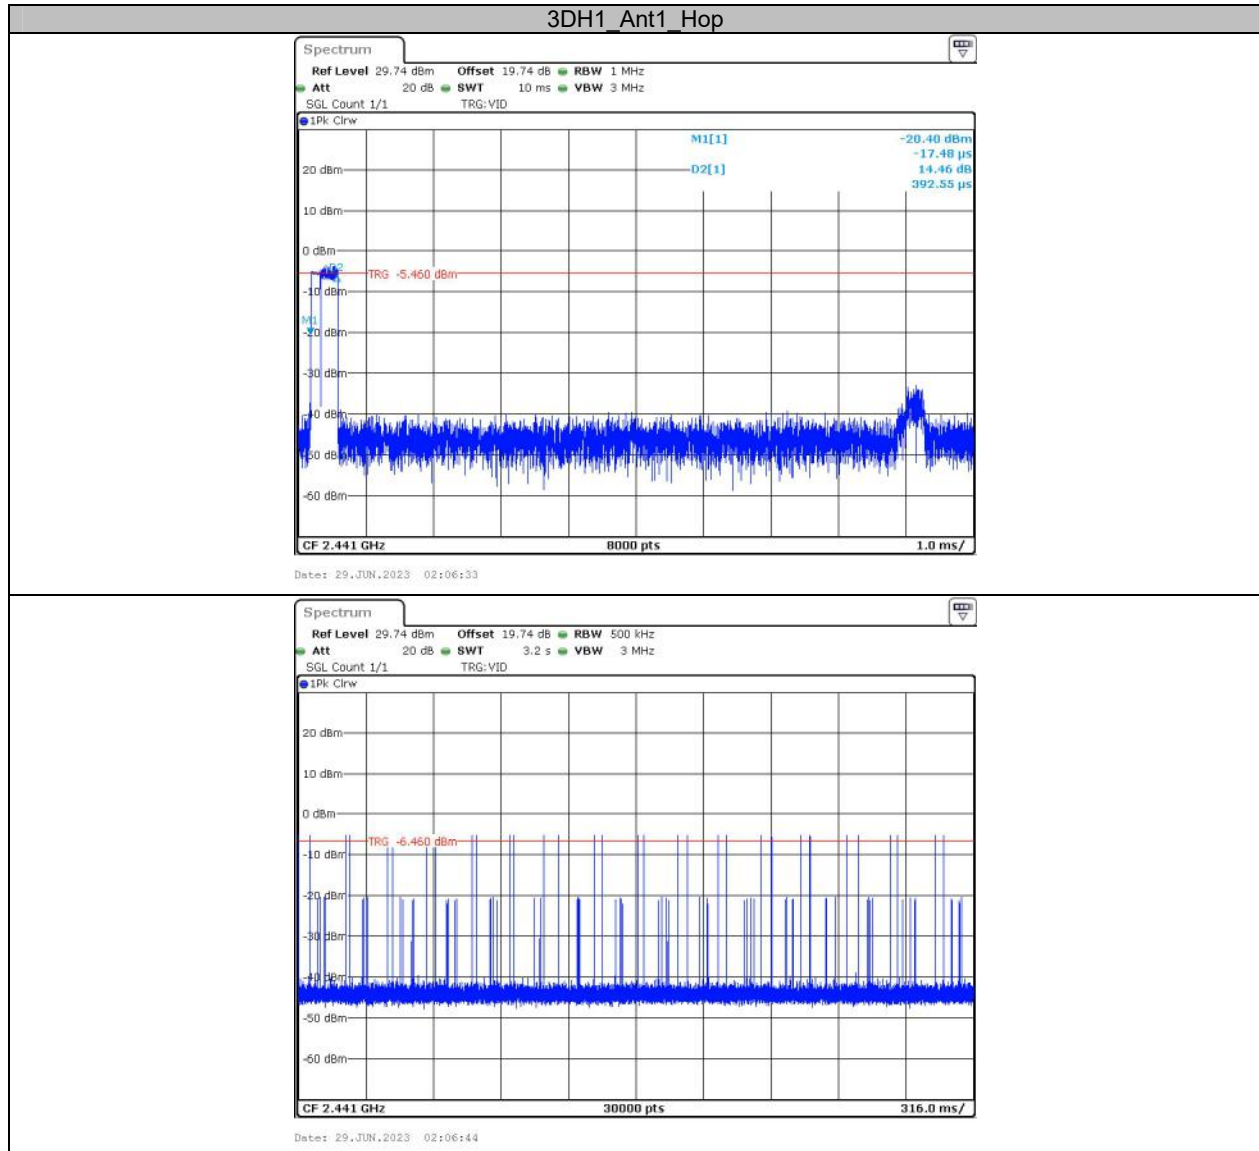 3DH1_Ant1_Hop
Spectrum
Ref Level 29.74 dBm Offset 19.74 dB RBW 1 MHz
Att 20 dB SWT 10 ms VBW 3 MHz
SGL Count 1/1 TRG:VID
1Pk Clrw
M1[1] -20.40 dBm
-17.48 µs
20 dBm D2[1] 14.46 dB
392.55 µs
10 dBm
0 dBm
D2
TRG -5.460 dBm
-10 dBm
M1
-20 dBm
-30 dBm
-40 dBm
-50 dBm
-60 dBm
CF 2.441 GHz 8000 pts 1.0 ms/
Date: 29.JUN.2023 02:06:33
Spectrum
Ref Level 29.74 dBm Offset 19.74 dB RBW 500 kHz
Att 20 dB SWT 3.2 s VBW 3 MHz
SGL Count 1/1 TRG:VID
1Pk Clrw
20 dBm
10 dBm
0 dBm
TRG -6.460 dBm
-10 dBm
-20 dBm
-30 dBm
-40 dBm
-50 dBm
-60 dBm
CF 2.441 GHz 30000 pts 316.0 ms/
Date: 29.JUN.2023 02:06:44